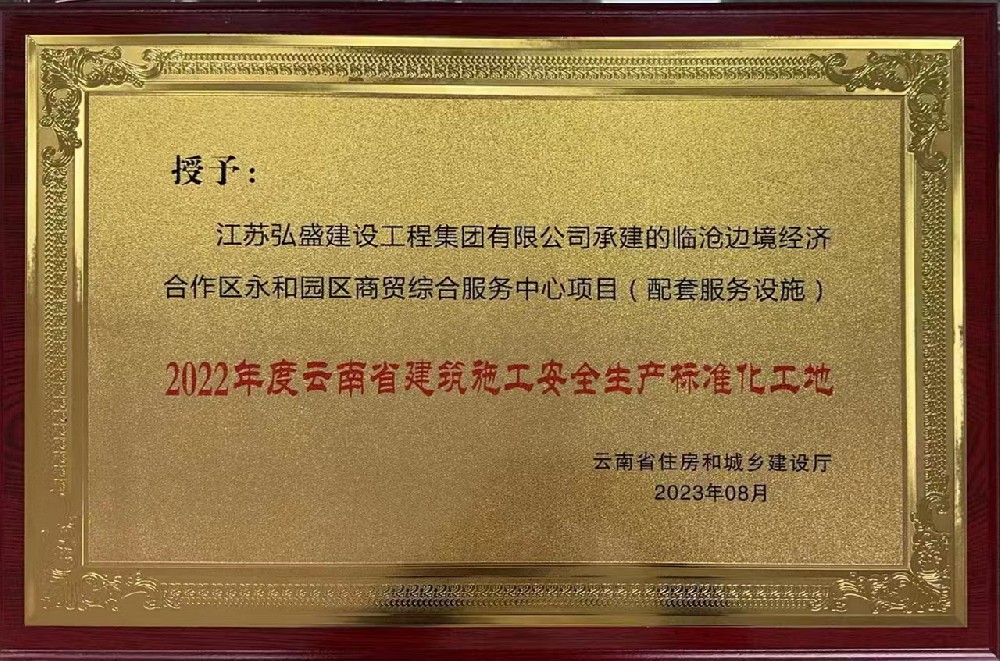 授予：
江苏弘盛建设工程集团有限公司承建的临沧边境经济
合作区永和园区商贸综合服务中心项目（配套服务设施）
2022年度云南省建筑施工安全生产标准化工地
云南省住房和城乡建设厅
2023年08月